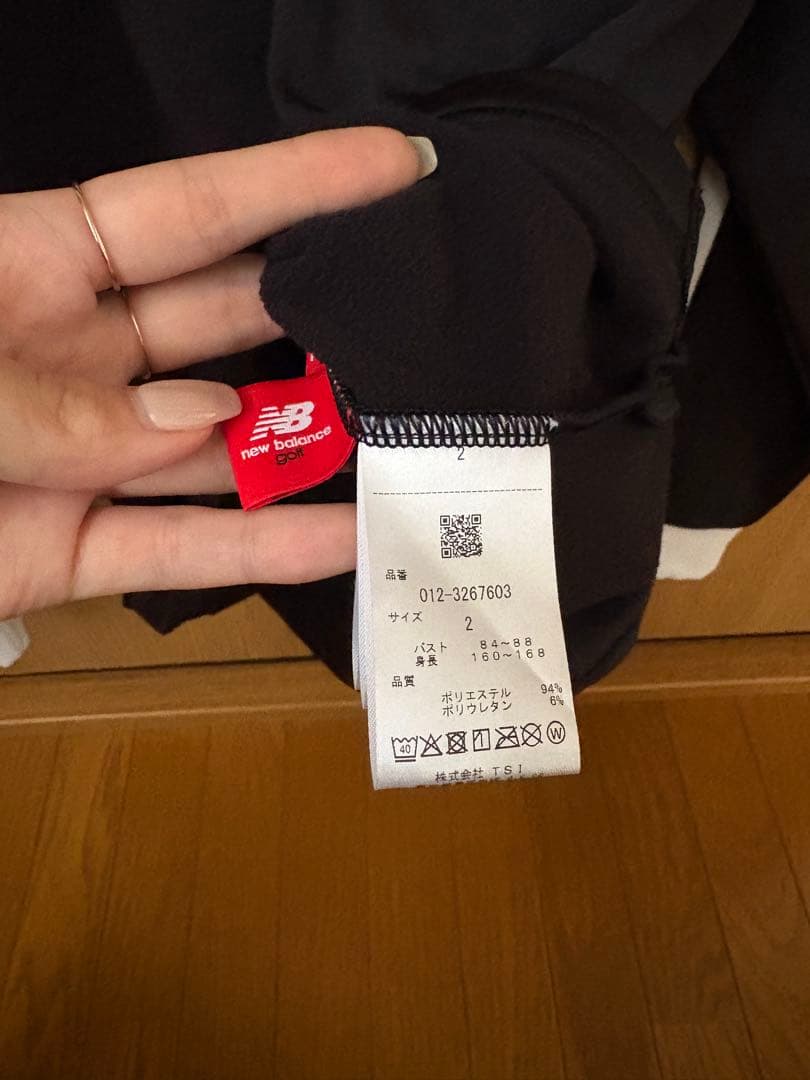 NB
new balance
golf
2
品番
012-3267603
サイズ
2
バスト 84~88
身長 160~168
品質
ポリエステル 94%
ポリウレタン 6%
40
W
株式会社 TSI